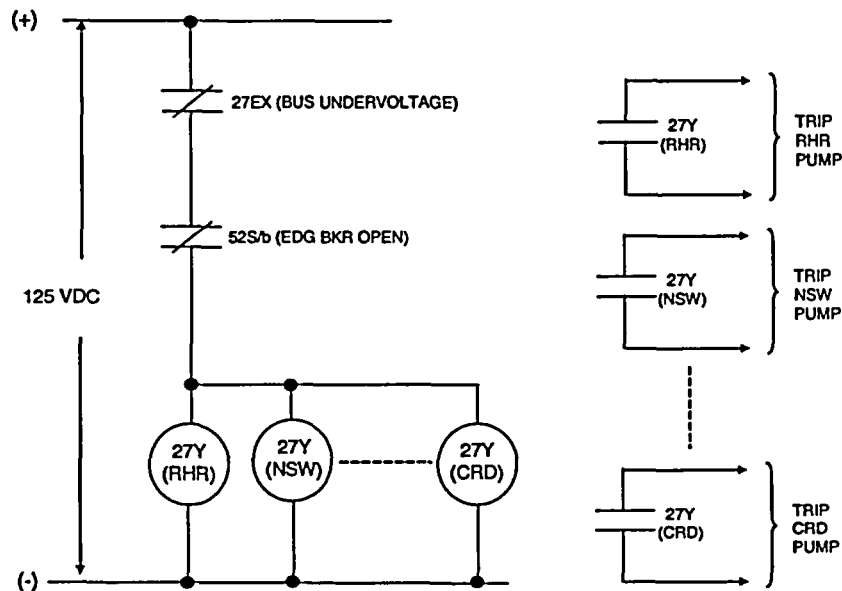 (+)
27EX (BUS UNDERVOLTAGE)
52S/b (EDG BKR OPEN)
125 VDC
27Y
(RHR)
27Y
(NSW)
27Y
(CRD)
(-)
27Y
(RHR)
TRIP
RHR
PUMP
27Y
(NSW)
TRIP
NSW
PUMP
27Y
(CRD)
TRIP
CRD
PUMP